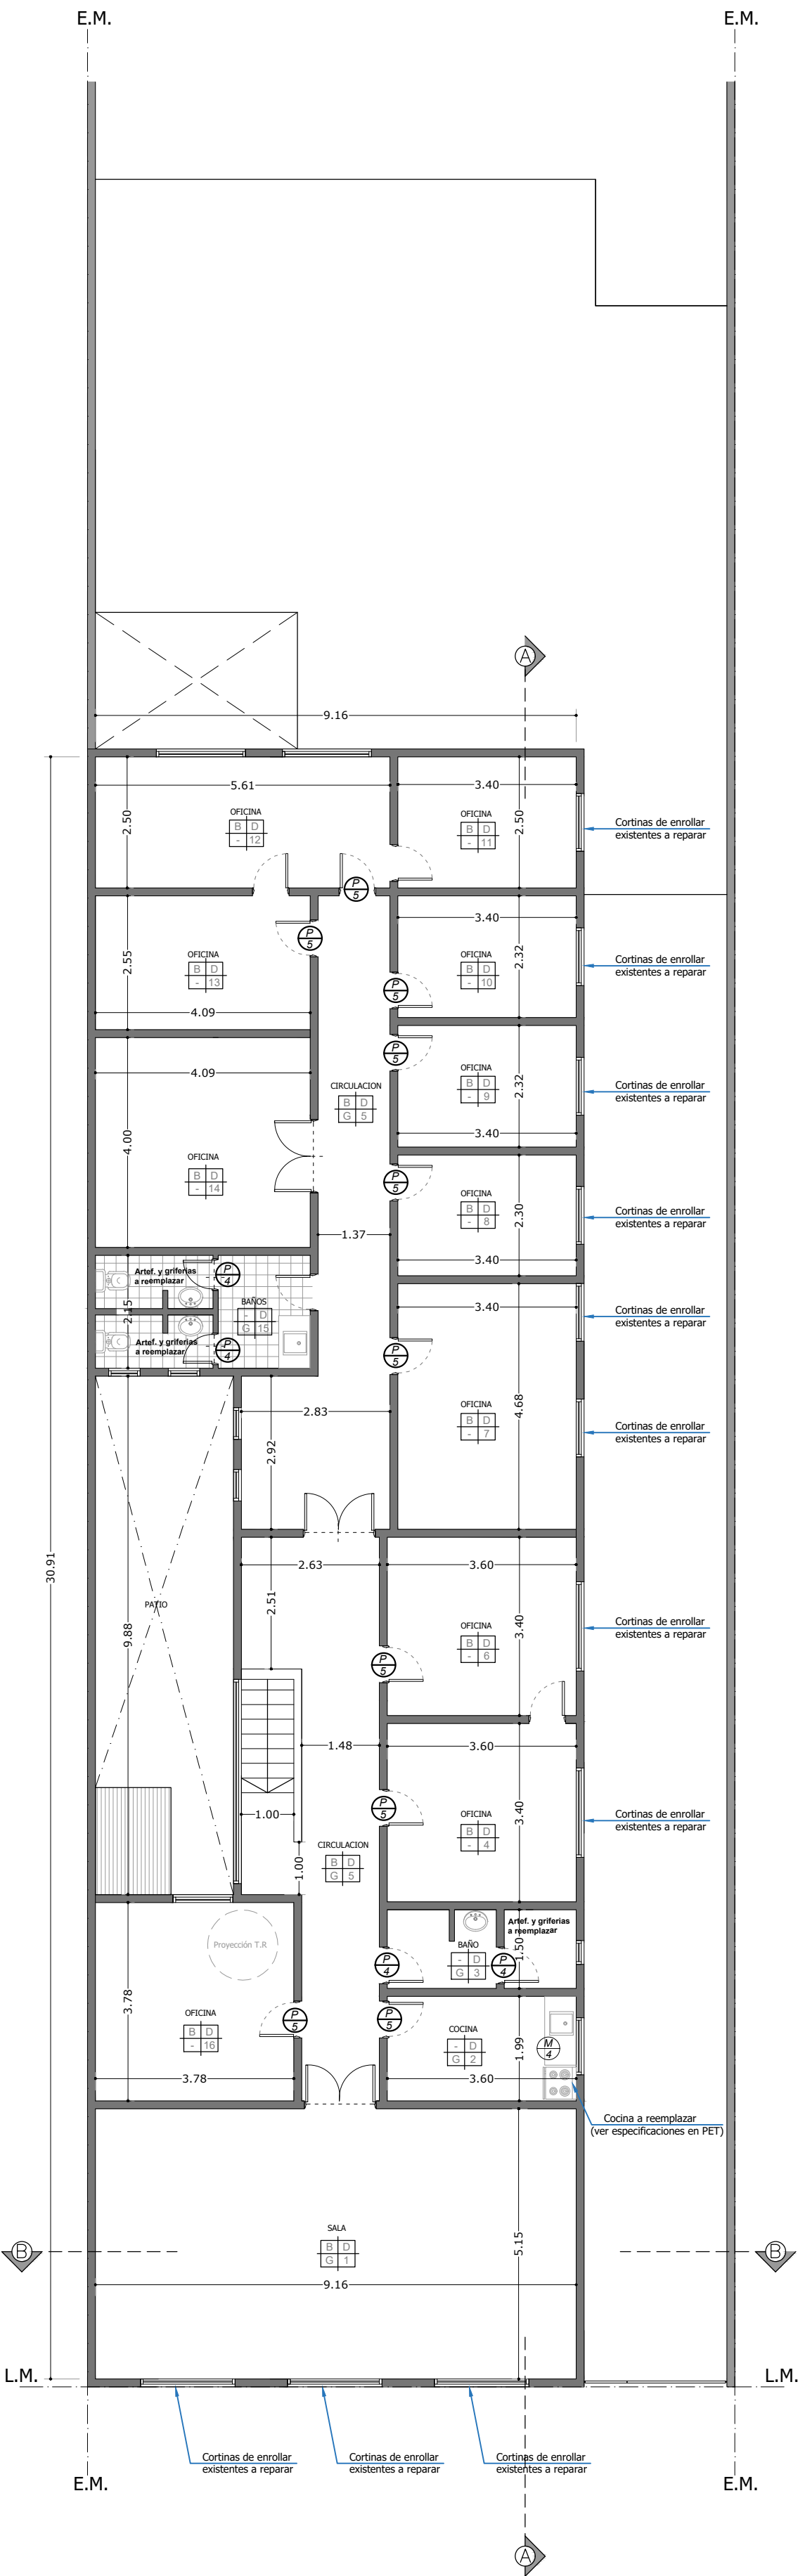 E.M.
E.M.
A
9.16
5.61
3.40
2.50
OFICINA
B D
- 12
OFICINA
B D
- 11
2.50
Cortinas de enrollar
existentes a reparar
P
5
3.40
P
5
2.55
OFICINA
B D
- 13
OFICINA
B D
- 10
2.32
Cortinas de enrollar
existentes a reparar
P
5
4.09
P
5
4.09
CIRCULACION
B D
G 5
OFICINA
B D
- 9
2.32
Cortinas de enrollar
existentes a reparar
3.40
4.00
OFICINA
B D
- 14
P
5
OFICINA
B D
- 8
2.30
Cortinas de enrollar
existentes a reparar
1.37
3.40
Artef. y griferias
a reemplazar
P
4
2.15
BAÑOS
- D
G 15
Artef. y griferias
a reemplazar
P
4
3.40
Cortinas de enrollar
existentes a reparar
P
5
2.83
OFICINA
B D
- 7
4.68
Cortinas de enrollar
existentes a reparar
2.92
30.91
2.63
3.60
2.51
PATIO
9.88
OFICINA
B D
- 6
3.40
Cortinas de enrollar
existentes a reparar
P
5
1.48
3.60
1.00
P
5
OFICINA
B D
- 4
3.40
Cortinas de enrollar
existentes a reparar
CIRCULACION
B D
G 5
1.00
Artef. y griferias
a reemplazar
Proyección T.R
BAÑO
- D
G 3
1.50
P
4
P
4
3.78
OFICINA
B D
- 16
P
5
P
5
COCINA
- D
G 2
1.99
M
4
3.78
3.60
Cocina a reemplazar
(ver especificaciones en PET)
SALA
B D
G 1
5.15
B
B
9.16
L.M.
L.M.
Cortinas de enrollar
existentes a reparar
Cortinas de enrollar
existentes a reparar
Cortinas de enrollar
existentes a reparar
E.M.
E.M.
A